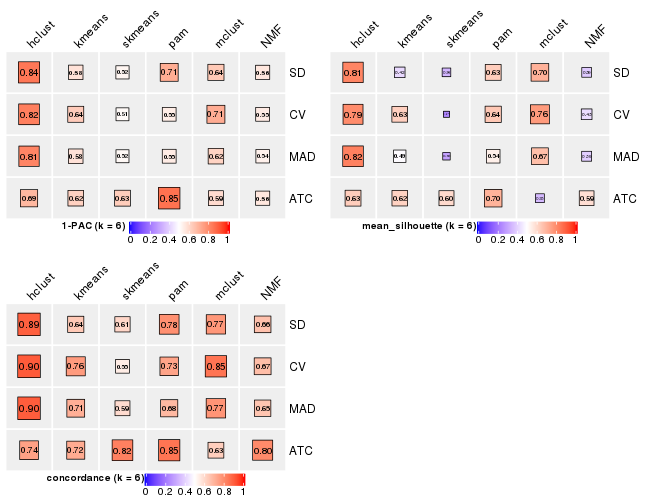 hclust kmeans skmeans pam mclust NMF
0.84 0.58 0.52 0.71 0.64 0.56 SD
0.82 0.64 0.51 0.55 0.71 0.55 CV
0.81 0.58 0.52 0.55 0.62 0.54 MAD
0.69 0.62 0.63 0.85 0.59 0.56 ATC
1-PAC (k = 6)
0 0.2 0.4 0.6 0.8 1
hclust kmeans skmeans pam mclust NMF
0.81 0.63 0.70 SD
0.79 0.63 0.64 0.76 CV
0.82 0.49 0.54 0.67 MAD
0.63 0.62 0.60 0.70 0.59 ATC
mean_silhouette (k = 6)
0 0.2 0.4 0.6 0.8 1
hclust kmeans skmeans pam mclust NMF
0.89 0.64 0.61 0.78 0.77 0.66 SD
0.90 0.76 0.55 0.73 0.85 0.67 CV
0.90 0.71 0.59 0.68 0.77 0.65 MAD
0.74 0.72 0.82 0.85 0.63 0.80 ATC
concordance (k = 6)
0 0.2 0.4 0.6 0.8 1